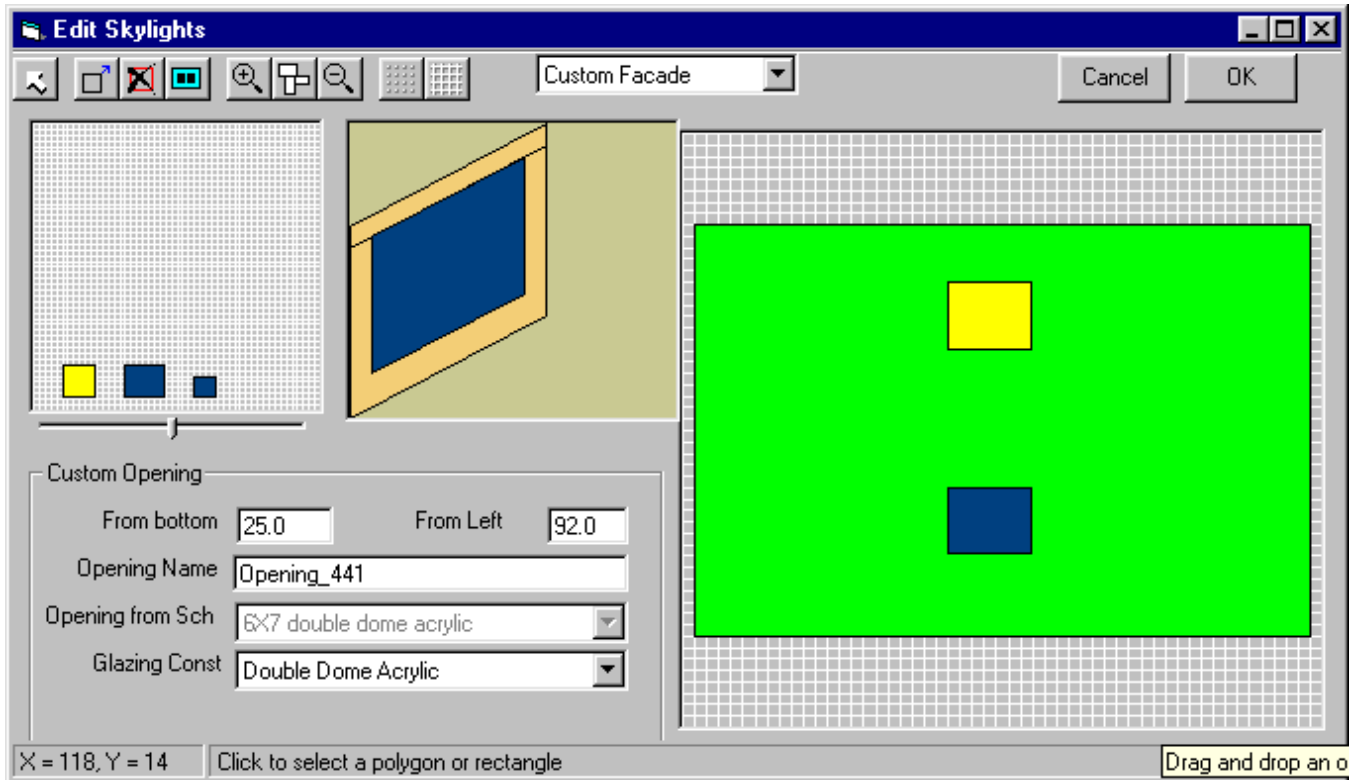 Edit Skylights
Custom Facade
Cancel
OK
Custom Opening
From bottom 25.0 From Left 92.0
Opening Name Opening_441
Opening from Sch 6X7 double dome acrylic
Glazing Const Double Dome Acrylic
X = 118, Y = 14 Click to select a polygon or rectangle Drag and drop an o